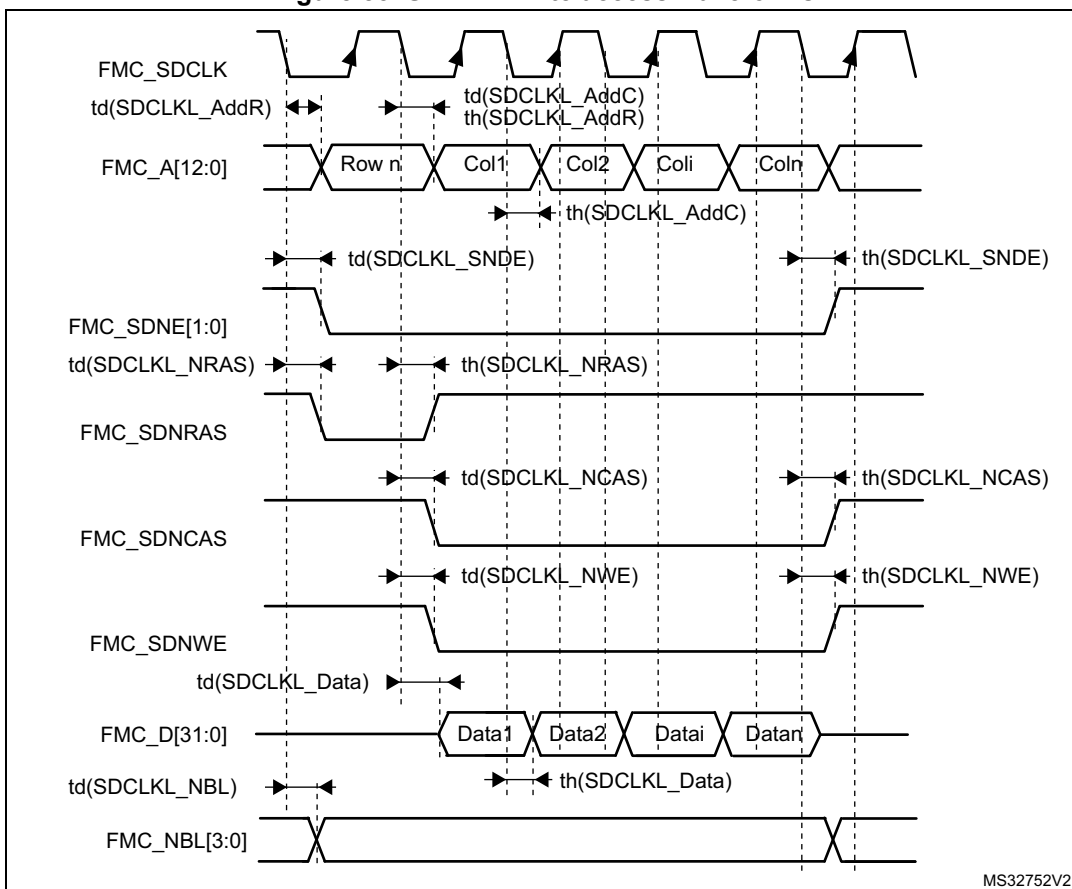 FMC_SDCLK
td(SDCLKL_AddR)
td(SDCLKL_AddC)
th(SDCLKL_AddR)
FMC_A[12:0]
Row n
Col1
Col2
Coli
Coln
th(SDCLKL_AddC)
td(SDCLKL_SNDE)
th(SDCLKL_SNDE)
FMC_SDNE[1:0]
td(SDCLKL_NRAS)
th(SDCLKL_NRAS)
FMC_SDNRAS
td(SDCLKL_NCAS)
th(SDCLKL_NCAS)
FMC_SDNCAS
td(SDCLKL_NWE)
th(SDCLKL_NWE)
FMC_SDNWE
td(SDCLKL_Data)
FMC_D[31:0]
Data1
Data2
Datai
Datan
td(SDCLKL_NBL)
th(SDCLKL_Data)
FMC_NBL[3:0]
MS32752V2